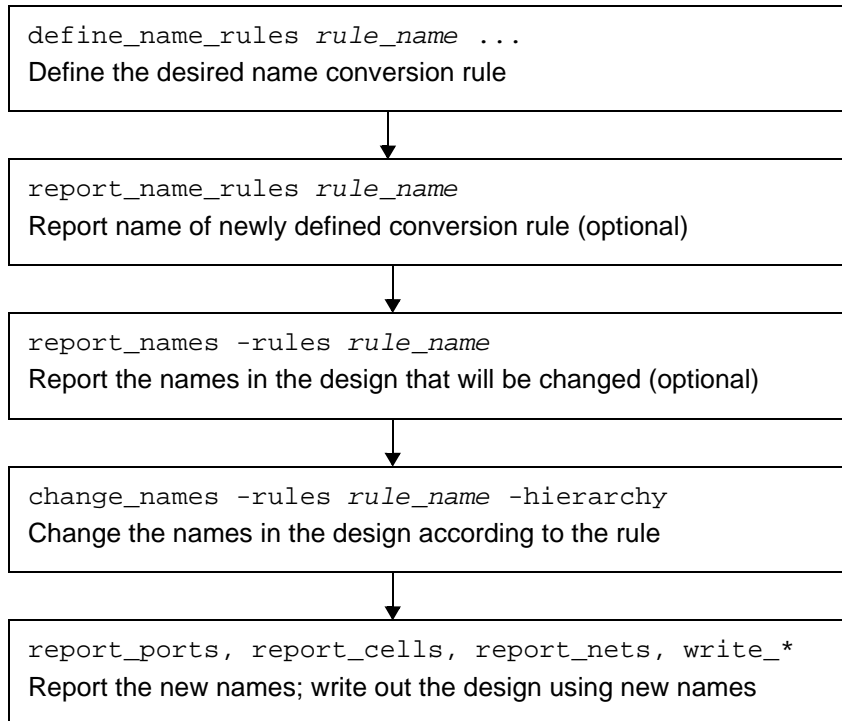 define_name_rules rule_name ...
Define the desired name conversion rule
report_name_rules rule_name
Report name of newly defined conversion rule (optional)
report_names -rules rule_name
Report the names in the design that will be changed (optional)
change_names -rules rule_name -hierarchy
Change the names in the design according to the rule
report_ports, report_cells, report_nets, write_*
Report the new names; write out the design using new names